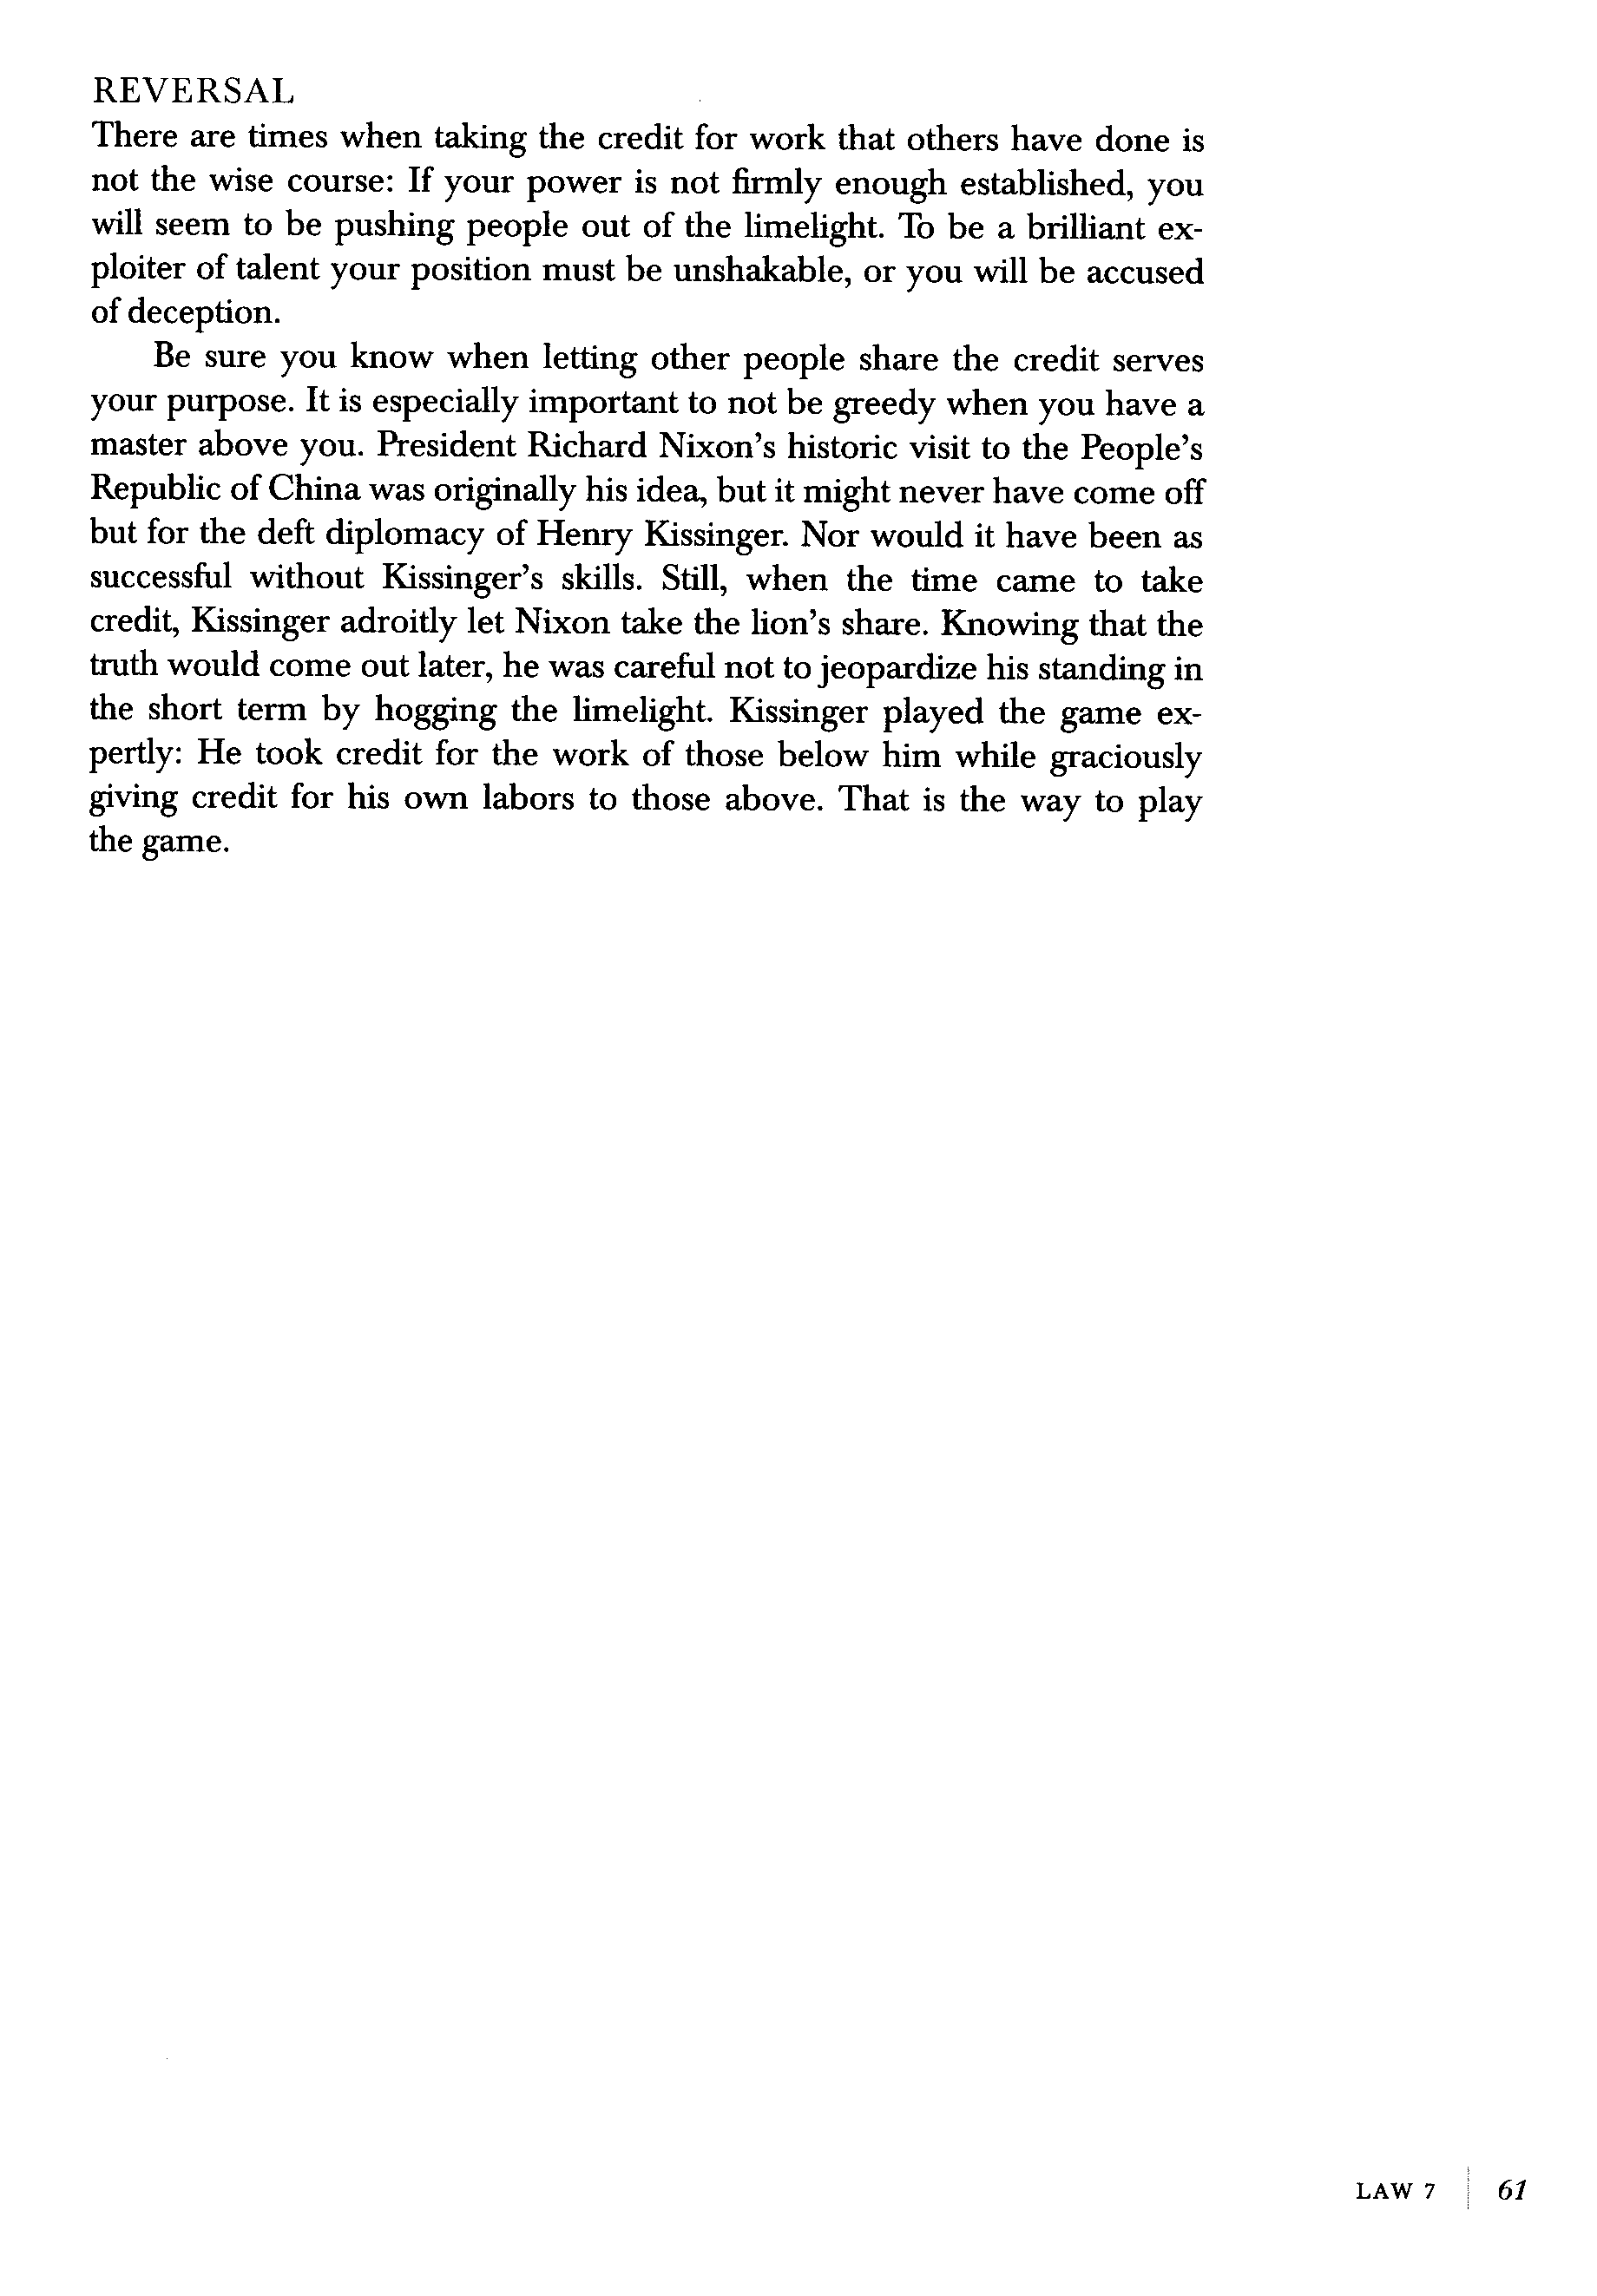 REVERSAL
There are times when taking the credit for work that others have done is
not the wise course: If your power is not firmly enough established, you
will seem to be pushing people out of the limelight. To be a brilliant ex-
ploiter of talent your position must be unshakable, or you will be accused
of deception.
Be sure you know when letting other people share the credit serves
your purpose. It is especially important to not be greedy when you have a
master above you. President Richard Nixon's historic visit to the People's
Republic of China was originally his idea, but it might never have come off
but for the deft diplomacy of Henry Kissinger. Nor would it have been as
successful without Kissinger's skills. Still, when the time came to take
credit, Kissinger adroitly let Nixon take the lion's share. Knowing that the
truth would come out later, he was careful not to jeopardize his standing in
the short term by hogging the limelight. Kissinger played the game ex-
pertly: He took credit for the work of those below him while graciously
giving credit for his own labors to those above. That is the way to play
the game.
LAW 7 | 61